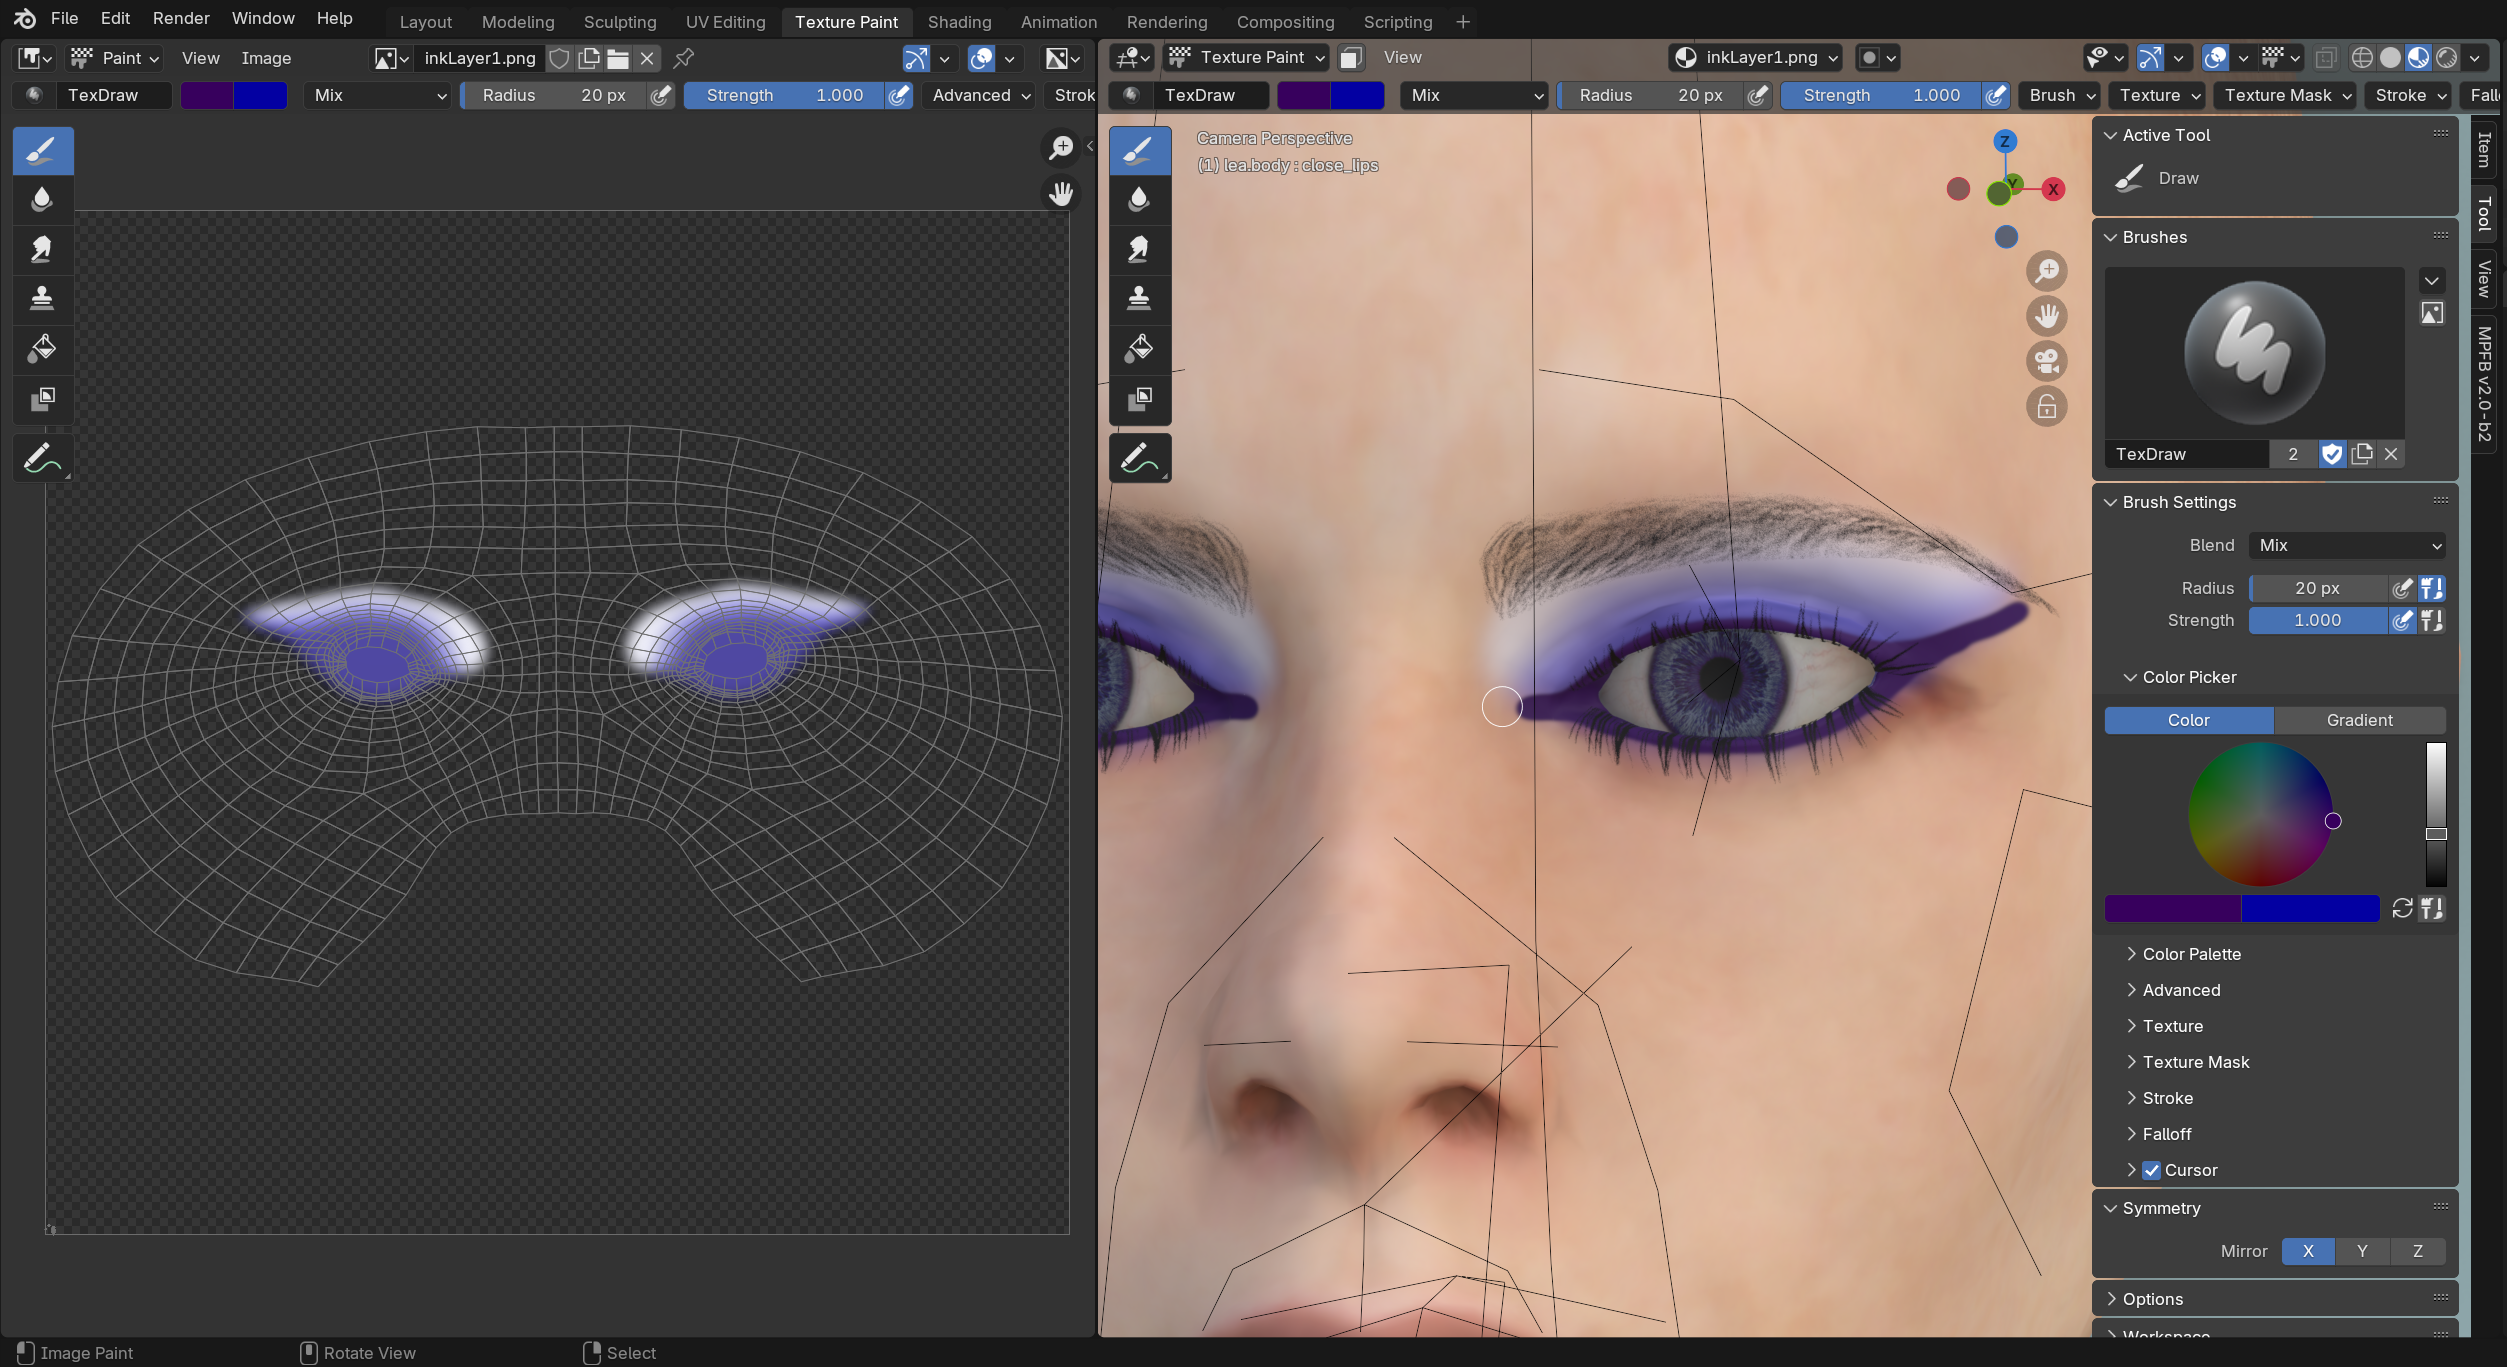 File Edit Render Window Help Layout Modeling Sculpting UV Editing Texture Paint Shading Animation Rendering Compositing Scripting
Paint View Image inkLayer1.png
Texture Paint View inkLayer1.png
TexDraw Mix Radius 20 px Strength 1.000 Advanced Strok
TexDraw Mix Radius 20 px Strength 1.000 Brush Texture Texture Mask Stroke Fall
Camera Perspective
(1) lea.body : close_lips
Z
Y
X
Active Tool
Draw
Brushes
TexDraw 2
Brush Settings
Blend Mix
Radius 20 px
Strength 1.000
Color Picker
Color Gradient
Color Palette
Advanced
Texture
Texture Mask
Stroke
Falloff
Cursor
Symmetry
Mirror X Y Z
Options
Workspace
Item
Tool
View
MPFB v2.0-b2
Image Paint Rotate View Select